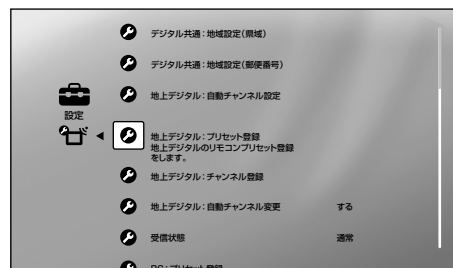 デジタル共通：地域設定（県域）
デジタル共通：地域設定（郵便番号）
地上デジタル：自動チャンネル設定
設定
地上デジタル：プリセット登録
地上デジタルのリモコンプリセット登録
をします。
地上デジタル：チャンネル登録
地上デジタル：自動チャンネル変更 する
受信状態 通常